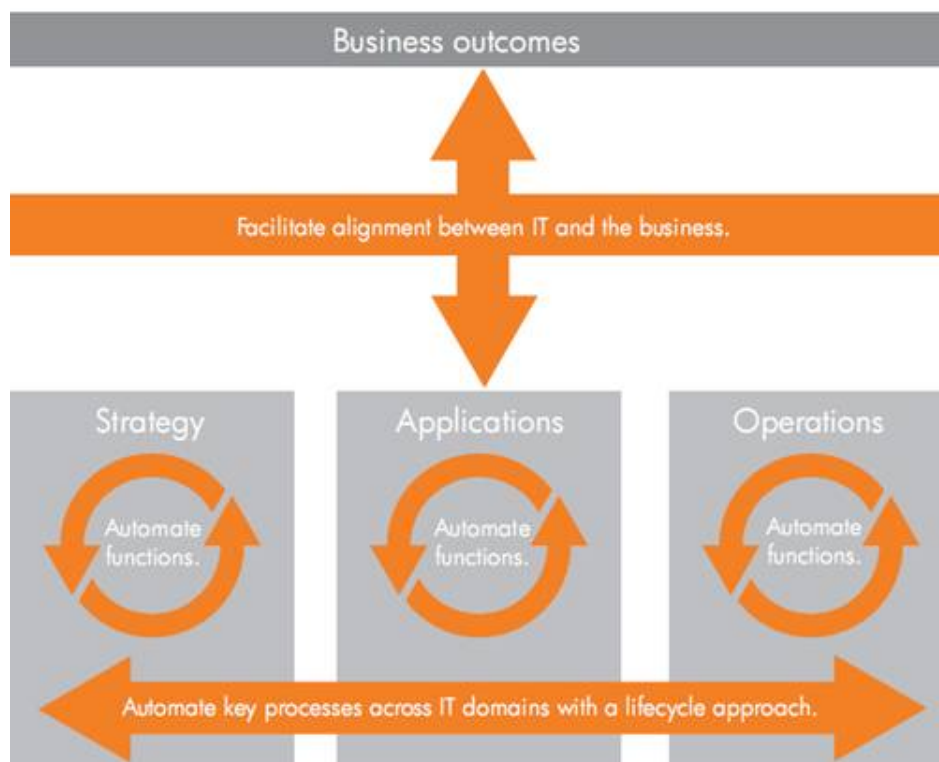 Business outcomes
Facilitate alignment between IT and the business.
Strategy
Applications
Operations
Automate
functions.
Automate
functions.
Automate
functions.
Automate key processes across IT domains with a lifecycle approach.